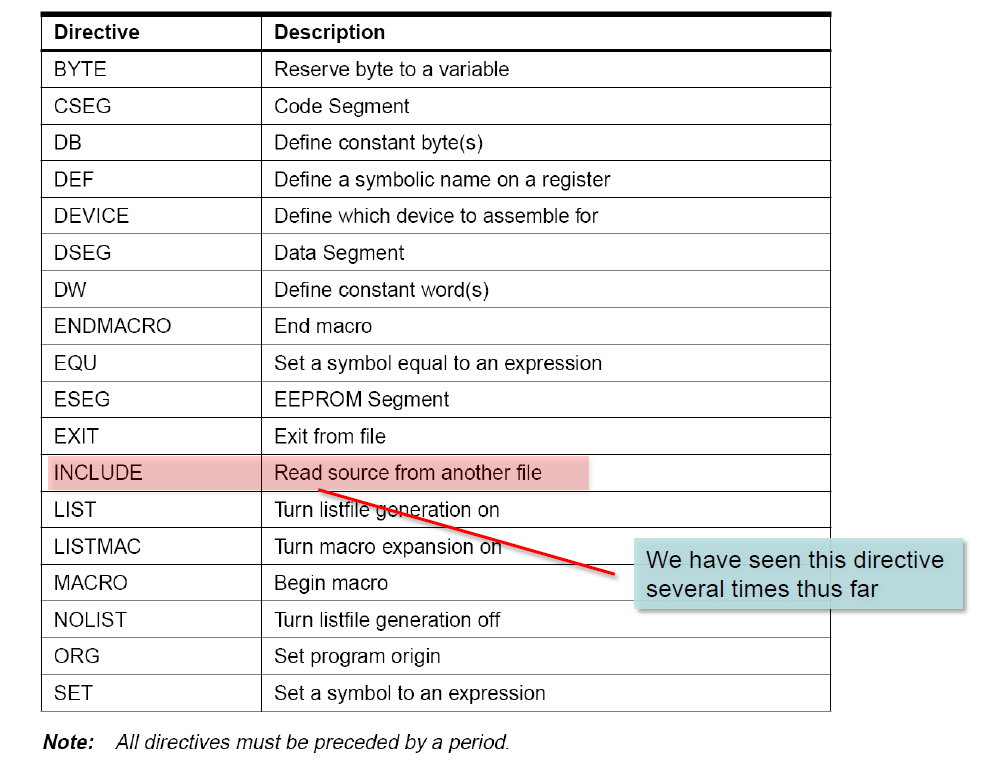 Directive Description
BYTE Reserve byte to a variable
CSEG Code Segment
DB Define constant byte(s)
DEF Define a symbolic name on a register
DEVICE Define which device to assemble for
DSEG Data Segment
DW Define constant word(s)
ENDMACRO End macro
EQU Set a symbol equal to an expression
ESEG EEPROM Segment
EXIT Exit from file
INCLUDE Read source from another file
LIST Turn listfile generation on
LISTMAC Turn macro expansion on
MACRO Begin macro
NOLIST Turn listfile generation off
ORG Set program origin
SET Set a symbol to an expression
We have seen this directive
several times thus far
Note: All directives must be preceded by a period.